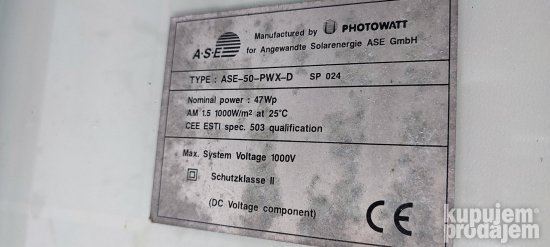 A·S·E
Manufactured by PHOTOWATT
for Angewandte Solarenergie ASE GmbH
TYPE : ASE-50-PWX-D SP 024
Nominal power : 47Wp
AM 1.5 1000W/m² at 25°C
CEE ESTI spec. 503 qualification
Max. System Voltage 1000V
Schutzklasse II
(DC Voltage component)
CE
kupujem
prodajem